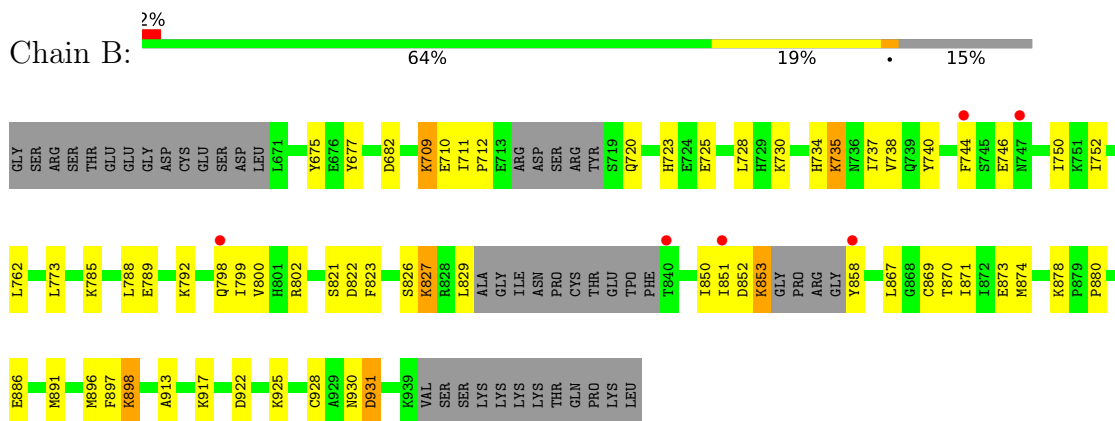 2%
Chain B:
64% 19% • 15%
GLY SER ARG SER THR GLU GLU GLY ASP CYS GLU SER ASP LEU L671 Y675 E676 Y677 D682 K709 E710 I711 P712 E713 ARG ASP SER ARG TYR S719 Q720 H723 E724 E725 L728 H729 K730 H734 K735 N736 I737 V738 Q739 Y740 F744 S745 E746 N747 I750 K751 I752
L762 L773 K785 L788 E789 K792 Q798 I799 V800 H801 R802 S821 D822 F823 S826 K827 R828 L829 ALA GLY ILE ASN PRO CYS THR GLU TPO PHE T840 I850 I851 D852 K853 GLY PRO ARG GLY Y858 L867 G868 C869 T870 I871 I872 E873 M874 K878 P879 P880
E886 M891 M896 F897 K898 A913 K917 D922 K925 C928 A929 N930 D931 K939 VAL SER SER LYS LYS LYS LYS THR GLN PRO LYS LEU